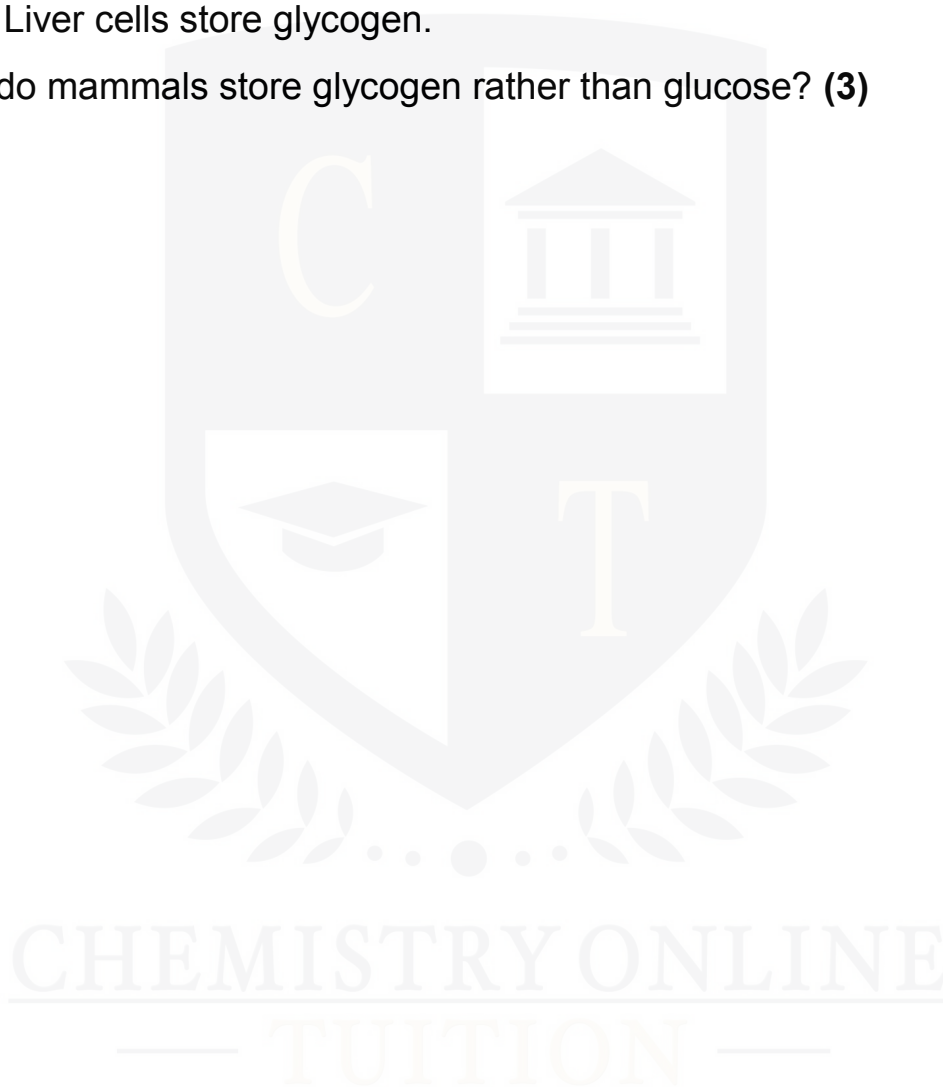 Liver cells store glycogen.
do mammals store glycogen rather than glucose? (3)
C
T
CHEMISTRY ONLINE
TUITION